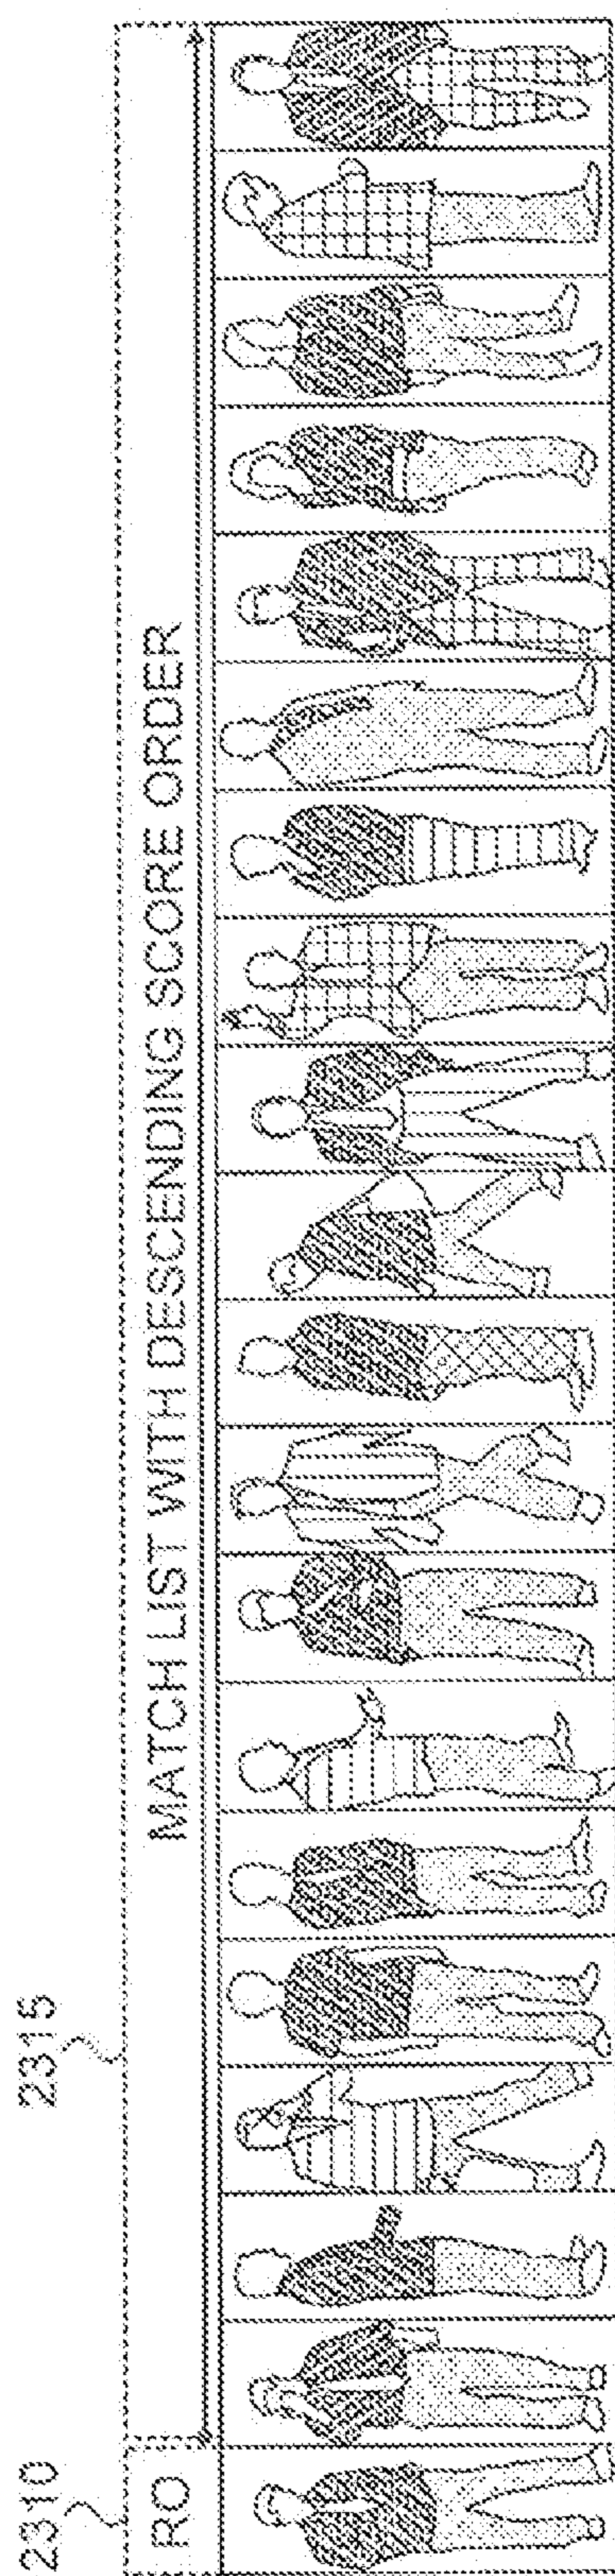 2310
2315
RO
MATCH LIST WITH DESCENDING SCORE ORDER